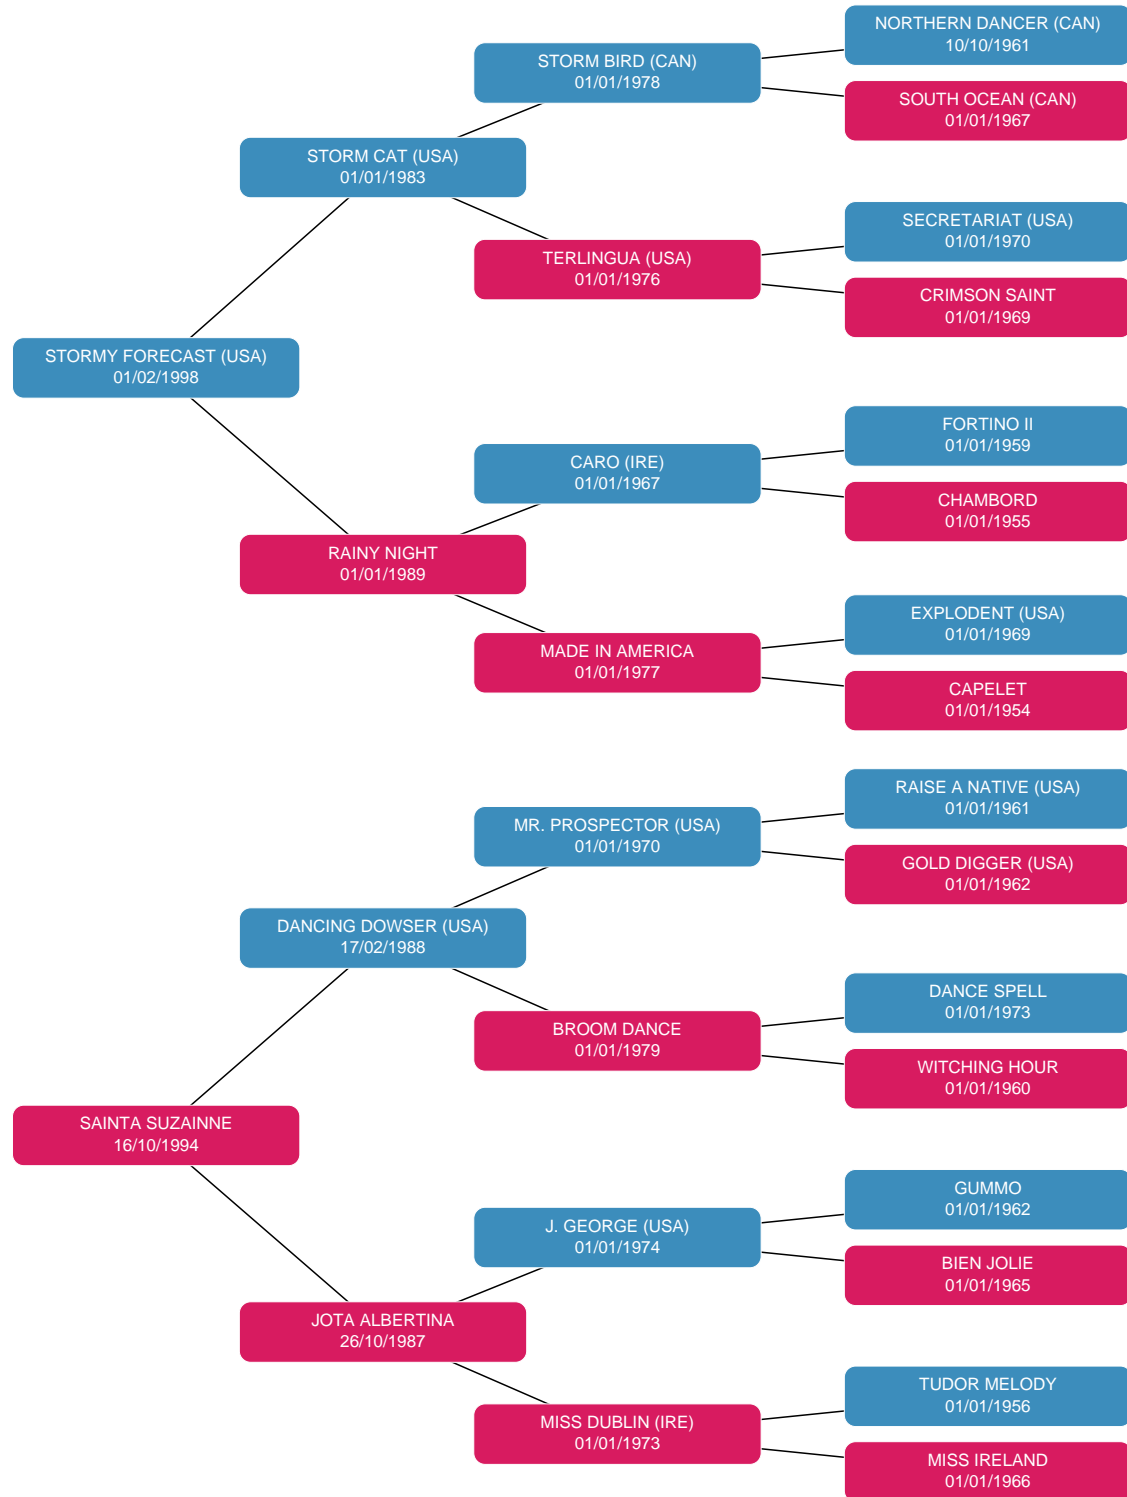 NORTHERN DANCER (CAN)
10/10/1961
STORM BIRD (CAN)
01/01/1978
SOUTH OCEAN (CAN)
01/01/1967
STORM CAT (USA)
01/01/1983
SECRETARIAT (USA)
01/01/1970
TERLINGUA (USA)
01/01/1976
CRIMSON SAINT
01/01/1969
STORMY FORECAST (USA)
01/02/1998
FORTINO II
01/01/1959
CARO (IRE)
01/01/1967
CHAMBORD
01/01/1955
RAINY NIGHT
01/01/1989
EXPLODENT (USA)
01/01/1969
MADE IN AMERICA
01/01/1977
CAPELET
01/01/1954
RAISE A NATIVE (USA)
01/01/1961
MR. PROSPECTOR (USA)
01/01/1970
GOLD DIGGER (USA)
01/01/1962
DANCING DOWSER (USA)
17/02/1988
DANCE SPELL
01/01/1973
BROOM DANCE
01/01/1979
WITCHING HOUR
01/01/1960
SAINTA SUZAINNE
16/10/1994
GUMMO
01/01/1962
J. GEORGE (USA)
01/01/1974
BIEN JOLIE
01/01/1965
JOTA ALBERTINA
26/10/1987
TUDOR MELODY
01/01/1956
MISS DUBLIN (IRE)
01/01/1973
MISS IRELAND
01/01/1966